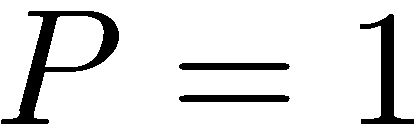 P = 1